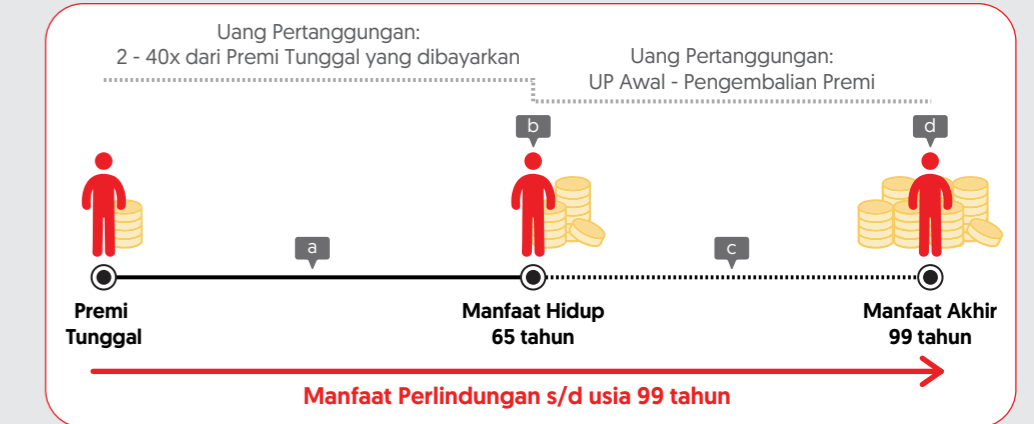 Uang Pertanggungan:
2 - 40x dari Premi Tunggal yang dibayarkan
Uang Pertanggungan:
UP Awal - Pengembalian Premi
b
d
a
c
Premi
Tunggal
Manfaat Hidup
65 tahun
Manfaat Akhir
99 tahun
Manfaat Perlindungan s/d usia 99 tahun